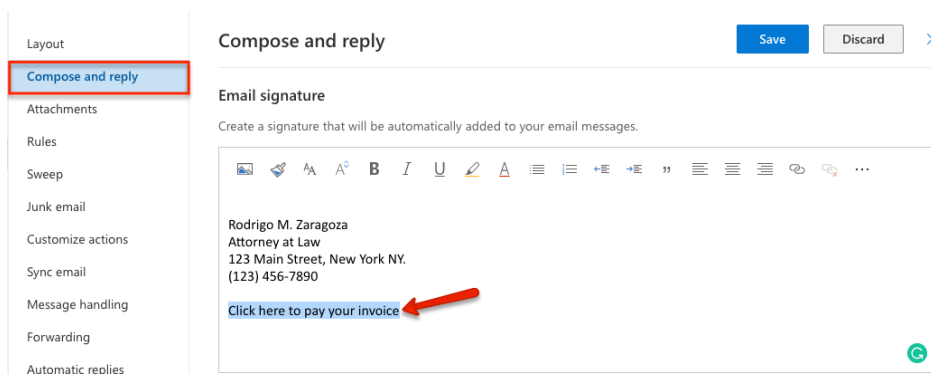 Layout
Compose and reply
Attachments
Rules
Sweep
Junk email
Customize actions
Sync email
Message handling
Forwarding
Automatic replies
Compose and reply
Save
Discard
Email signature
Create a signature that will be automatically added to your email messages.
Rodrigo M. Zaragoza
Attorney at Law
123 Main Street, New York NY.
(123) 456-7890
Click here to pay your invoice